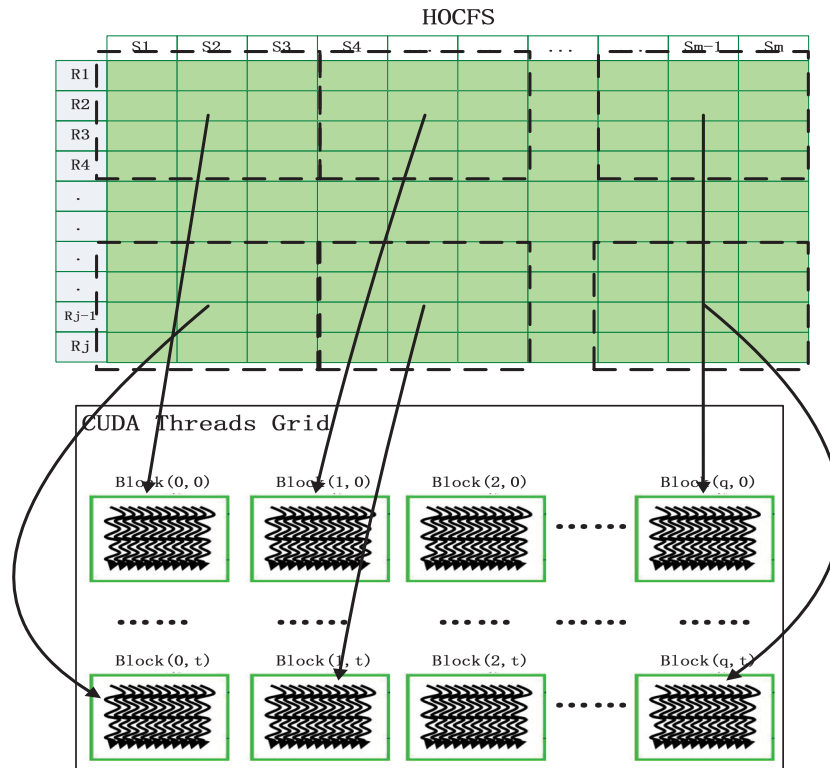 HOCFS
S1 S2 S3 S4 . . ... . Sm-1 Sm
R1
R2
R3
R4
.
.
.
.
Rj-1
Rj
CUDA Threads Grid
Block(0,0) Block(1,0) Block(2,0) Block(q,0)
......
...... ...... ...... ...... ......
Block(0,t) Block(1,t) Block(2,t) Block(q,t)
......